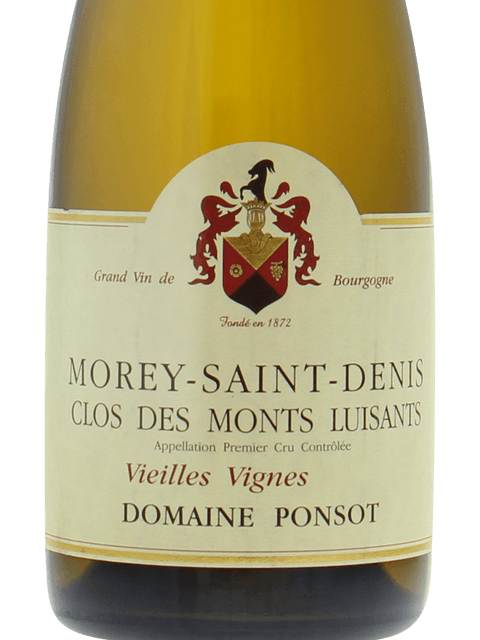 Grand Vin de Bourgogne
Fondé en 1872
MOREY-SAINT-DENIS
CLOS DES MONTS LUISANTS
Appellation Premier Cru Contrôlée
Vieilles Vignes
DOMAINE PONSOT